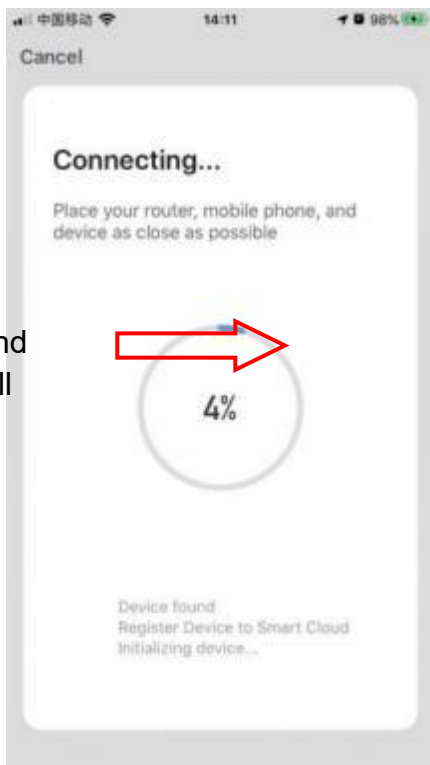 中国移动 14:11 98%
Cancel
Connecting...
Place your router, mobile phone, and
device as close as possible
nd
ll
4%
Device found
Register Device to Smart Cloud
Initializing device...